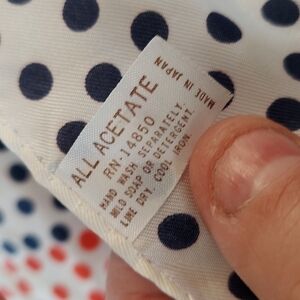 ALL ACETATE
MADE IN JAPAN
RN-14850
HAND WASH SEPARATELY.
MILD SOAP OR DETERGENT.
LINE DRY. COOL IRON